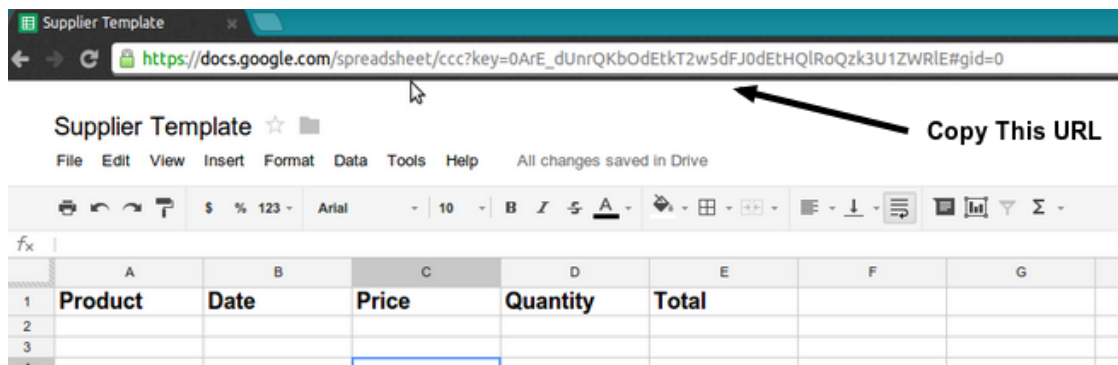 Supplier Template
https://docs.google.com/spreadsheet/ccc?key=0ArE_dUnrQKbOdEtkT2w5dFJ0dEtHQlRoQzk3U1ZWRlE#gid=0
Copy This URL
Supplier Template
File Edit View Insert Format Data Tools Help All changes saved in Drive
$ % 123 Arial 10 B I S A Σ
fx
A B C D E F G
1 Product Date Price Quantity Total
2
3